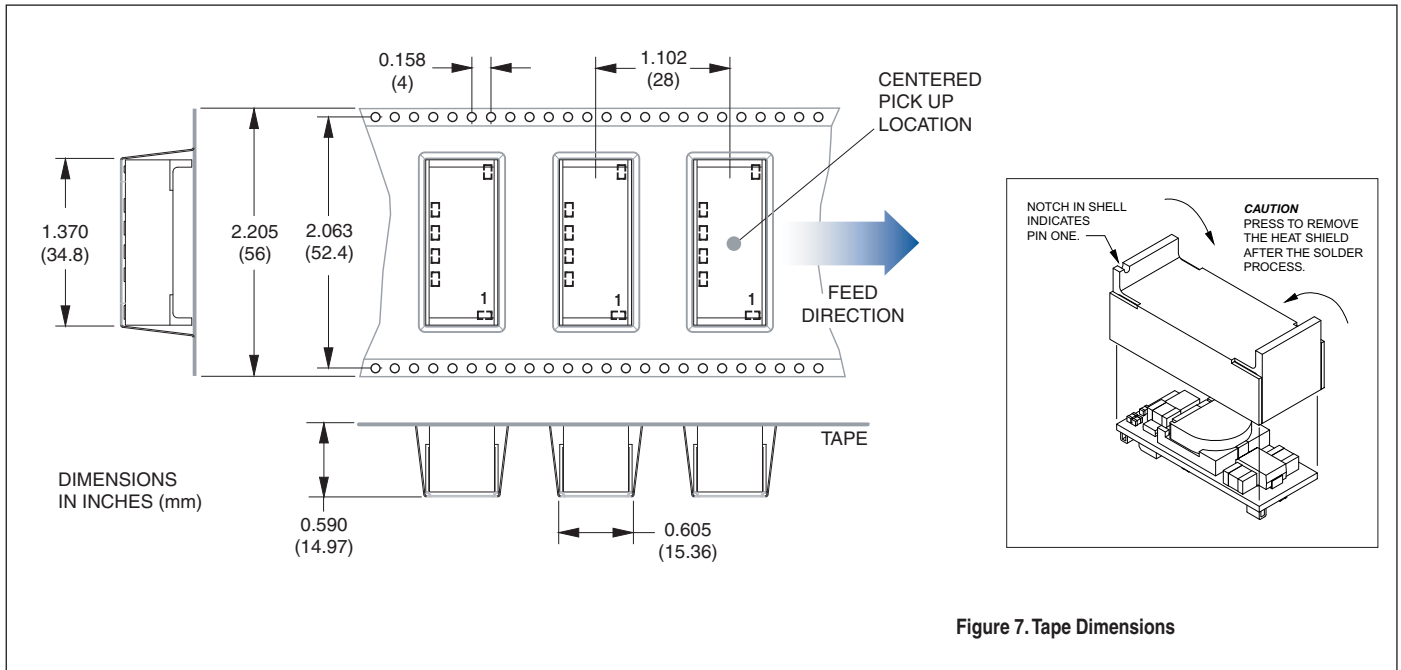 0.158
(4)
1.102
(28)
CENTERED
PICK UP
LOCATION
1.370
(34.8)
2.205
(56)
2.063
(52.4)
1
1
1
FEED
DIRECTION
TAPE
DIMENSIONS
IN INCHES (mm)
0.590
(14.97)
0.605
(15.36)
NOTCH IN SHELL
INDICATES
PIN ONE.
CAUTION
PRESS TO REMOVE
THE HEAT SHIELD
AFTER THE SOLDER
PROCESS.
Figure 7. Tape Dimensions